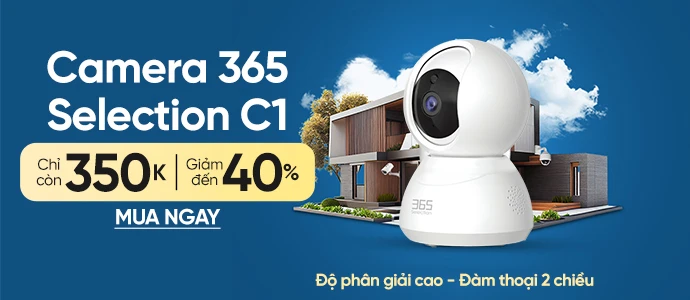 Camera 365
Selection C1
Chỉ còn 350K | Giảm đến 40%
MUA NGAY
365
Độ phân giải cao - Đàm thoại 2 chiều